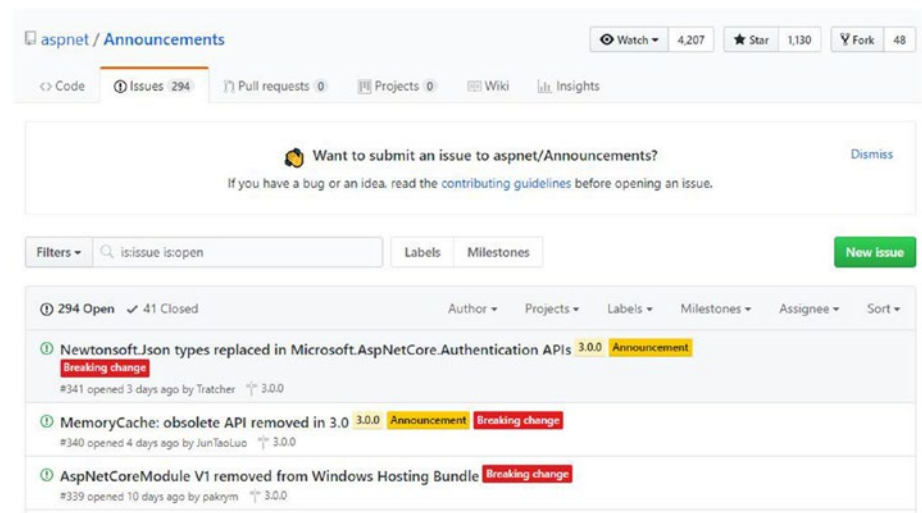 aspnet / Announcements
Watch 4,207 Star 1,130 Fork 48
Code Issues 294 Pull requests 0 Projects 0 Wiki Insights
Want to submit an issue to aspnet/Announcements? Dismiss
If you have a bug or an idea. read the contributing guidelines before opening an issue.
Filters is:issue is:open Labels Milestones New issue
294 Open 41 Closed Author Projects Labels Milestones Assignee Sort
Newtonsoft.Json types replaced in Microsoft.AspNetCore.Authentication APIs 3.0.0 Announcement
Breaking change
#341 opened 3 days ago by Tratcher 3.0.0
MemoryCache: obsolete API removed in 3.0 3.0.0 Announcement Breaking change
#340 opened 4 days ago by JunTaoLuo 3.0.0
AspNetCoreModule V1 removed from Windows Hosting Bundle Breaking change
#339 opened 10 days ago by pakrym 3.0.0